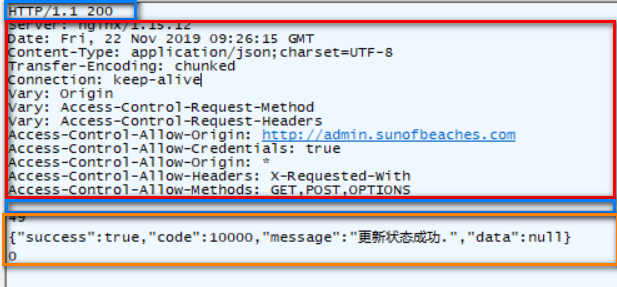 HTTP/1.1 200
Server: nginx/1.15.12
Date: Fri, 22 Nov 2019 09:26:15 GMT
Content-Type: application/json;charset=UTF-8
Transfer-Encoding: chunked
Connection: keep-alive
Vary: Origin
Vary: Access-Control-Request-Method
Vary: Access-Control-Request-Headers
Access-Control-Allow-Origin: http://admin.sunofbeaches.com
Access-Control-Allow-Credentials: true
Access-Control-Allow-Origin: *
Access-Control-Allow-Headers: X-Requested-With
Access-Control-Allow-Methods: GET,POST,OPTIONS
49
{"success":true,"code":10000,"message":"更新状态成功.","data":null}
0